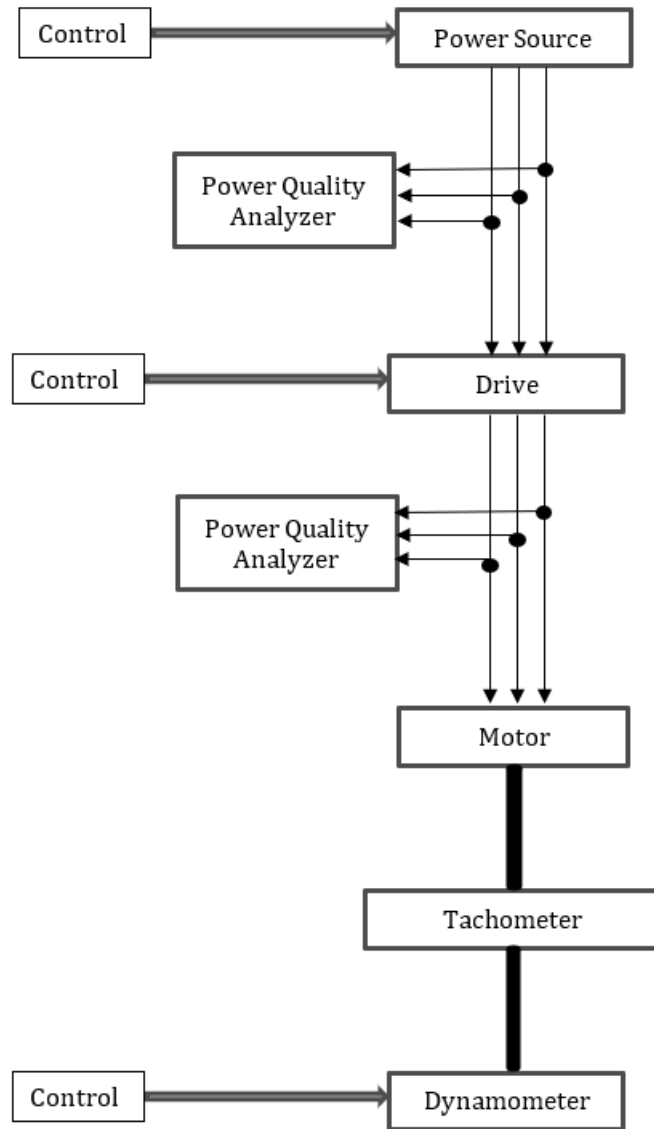 Control
Power Source
Power Quality
Analyzer
Control
Drive
Power Quality
Analyzer
Motor
Tachometer
Control
Dynamometer